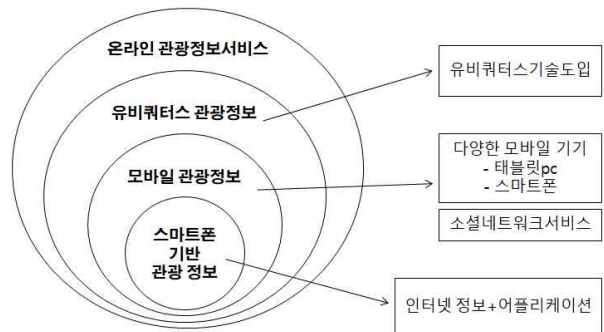 온라인 관광정보서비스
유비쿼터스 관광정보
모바일 관광정보
스마트폰
기반
관광 정보
유비쿼터스기술도입
다양한 모바일 기기
- 태블릿pc
- 스마트폰
소셜네트워크서비스
인터넷 정보+어플리케이션